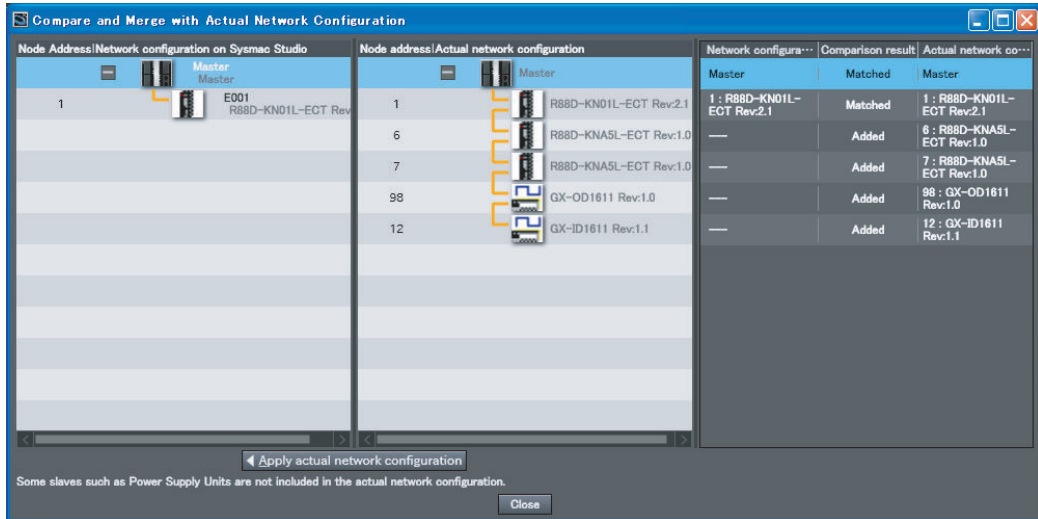 Compare and Merge with Actual Network Configuration
Node Address|Network configuration on Sysmac Studio
Master
Master
1
E001
R88D-KN01L-ECT Rev
Node address|Actual network configuration
Master
1 R88D-KN01L-ECT Rev:2.1
6 R88D-KNA5L-ECT Rev:1.0
7 R88D-KNA5L-ECT Rev:1.0
98 GX-OD1611 Rev:1.0
12 GX-ID1611 Rev:1.1
Network configura··· Comparison result Actual network co···
Master Matched Master
1 : R88D-KN01L-ECT Rev:2.1 Matched 1 : R88D-KN01L-ECT Rev:2.1
---- Added 6 : R88D-KNA5L-ECT Rev:1.0
---- Added 7 : R88D-KNA5L-ECT Rev:1.0
---- Added 98 : GX-OD1611 Rev:1.0
---- Added 12 : GX-ID1611 Rev:1.1
Apply actual network configuration
Some slaves such as Power Supply Units are not included in the actual network configuration.
Close